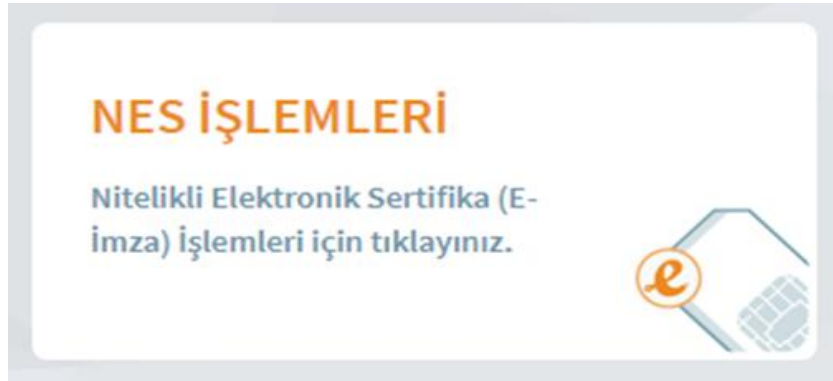 NES İŞLEMLERİ
Nitelikli Elektronik Sertifika (E-
İmza) İşlemleri için tıklayınız.
e